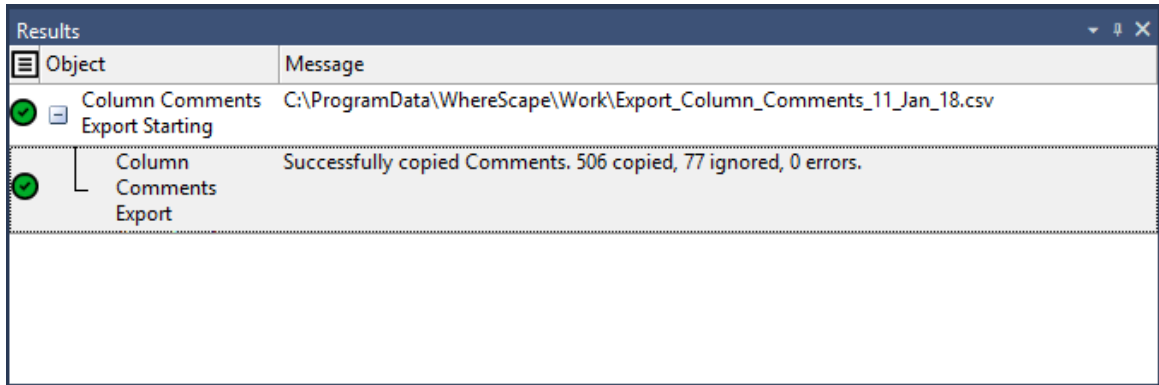 Results
Object Message
Column Comments C:\ProgramData\WhereScape\Work\Export_Column_Comments_11_Jan_18.csv
Export Starting
Column Successfully copied Comments. 506 copied, 77 ignored, 0 errors.
Comments
Export